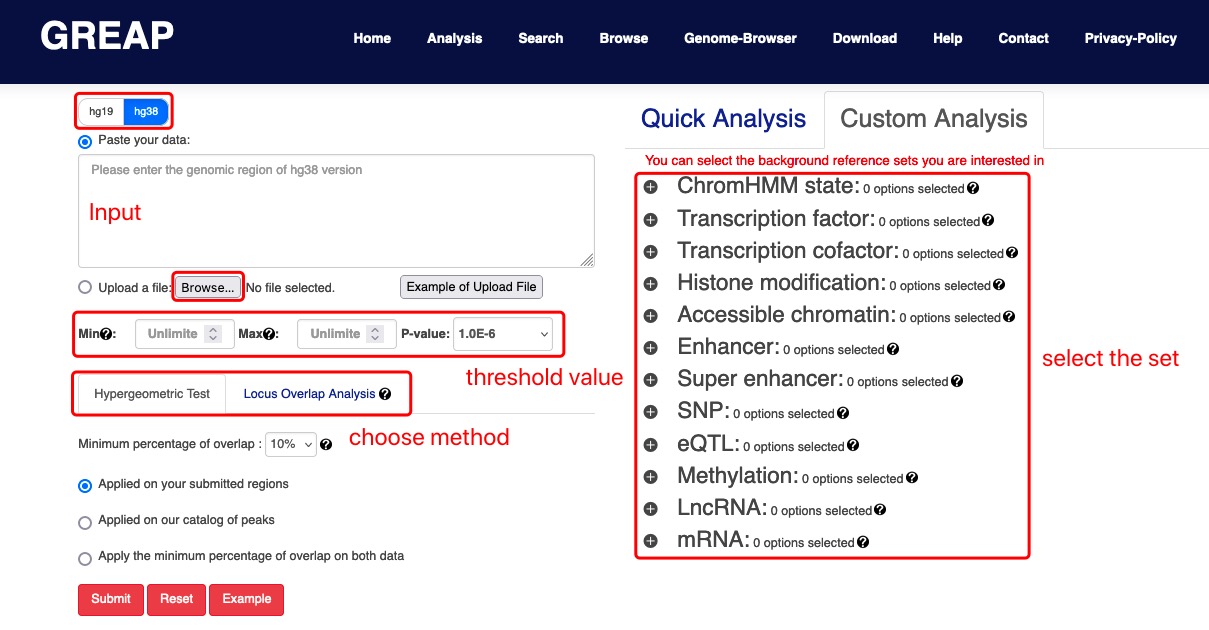 GREAP
Home Analysis Search Browse Genome-Browser Download Help Contact Privacy-Policy
hg19 hg38
Paste your data:
Please enter the genomic region of hg38 version
Input
Upload a file: Browse... No file selected. Example of Upload File
Min?: Unlimite Max?: Unlimite P-value: 1.0E-6
threshold value
Hypergeometric Test Locus Overlap Analysis ?
choose method
Minimum percentage of overlap : 10% ?
Applied on your submitted regions
Applied on our catalog of peaks
Apply the minimum percentage of overlap on both data
Submit Reset Example
Quick Analysis Custom Analysis
You can select the background reference sets you are interested in
ChromHMM state: 0 options selected ?
Transcription factor: 0 options selected ?
Transcription cofactor: 0 options selected ?
Histone modification: 0 options selected ?
Accessible chromatin: 0 options selected ?
Enhancer: 0 options selected ?
Super enhancer: 0 options selected ?
SNP: 0 options selected ?
eQTL: 0 options selected ?
Methylation: 0 options selected ?
LncRNA: 0 options selected ?
mRNA: 0 options selected ?
select the set